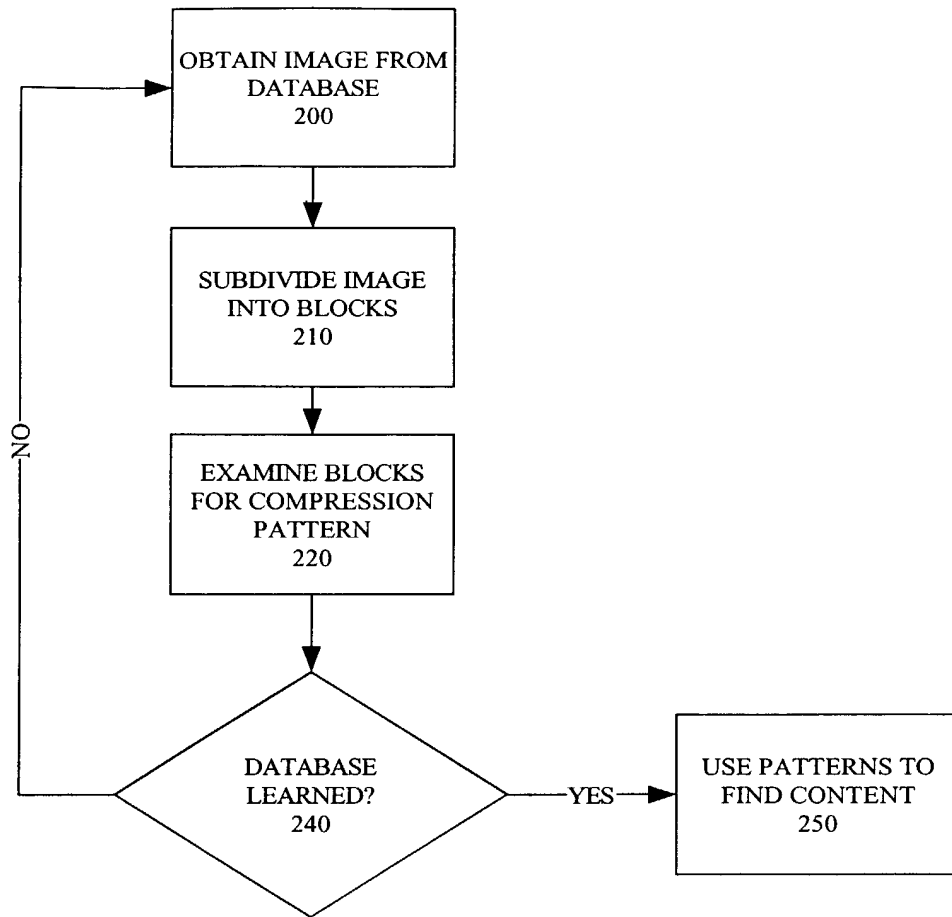 OBTAIN IMAGE FROM
DATABASE
200
SUBDIVIDE IMAGE
INTO BLOCKS
210
EXAMINE BLOCKS
FOR COMPRESSION
PATTERN
220
NO
DATABASE
LEARNED?
240
YES
USE PATTERNS TO
FIND CONTENT
250